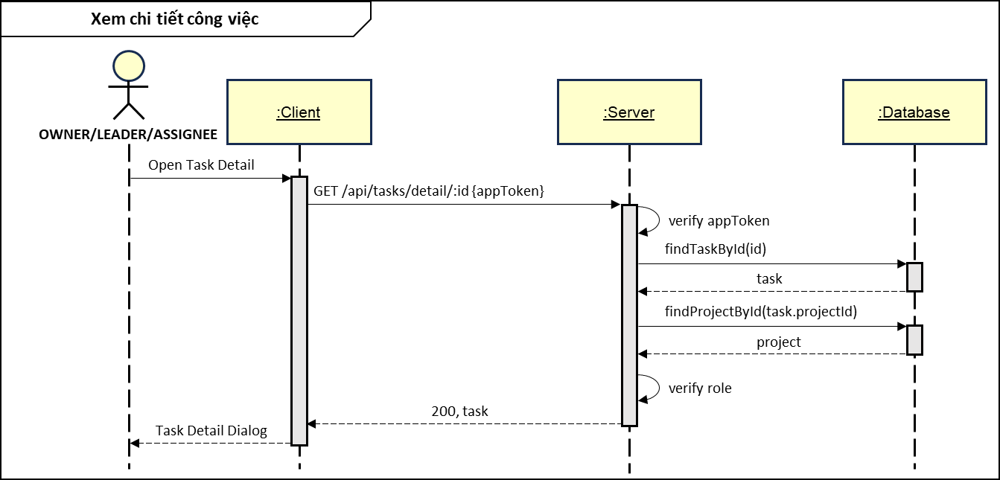 Xem chi tiết công việc
OWNER/LEADER/ASSIGNEE
:Client
:Server
:Database
Open Task Detail
GET /api/tasks/detail/:id {appToken}
verify appToken
findTaskById(id)
task
findProjectById(task.projectId)
project
verify role
200, task
Task Detail Dialog